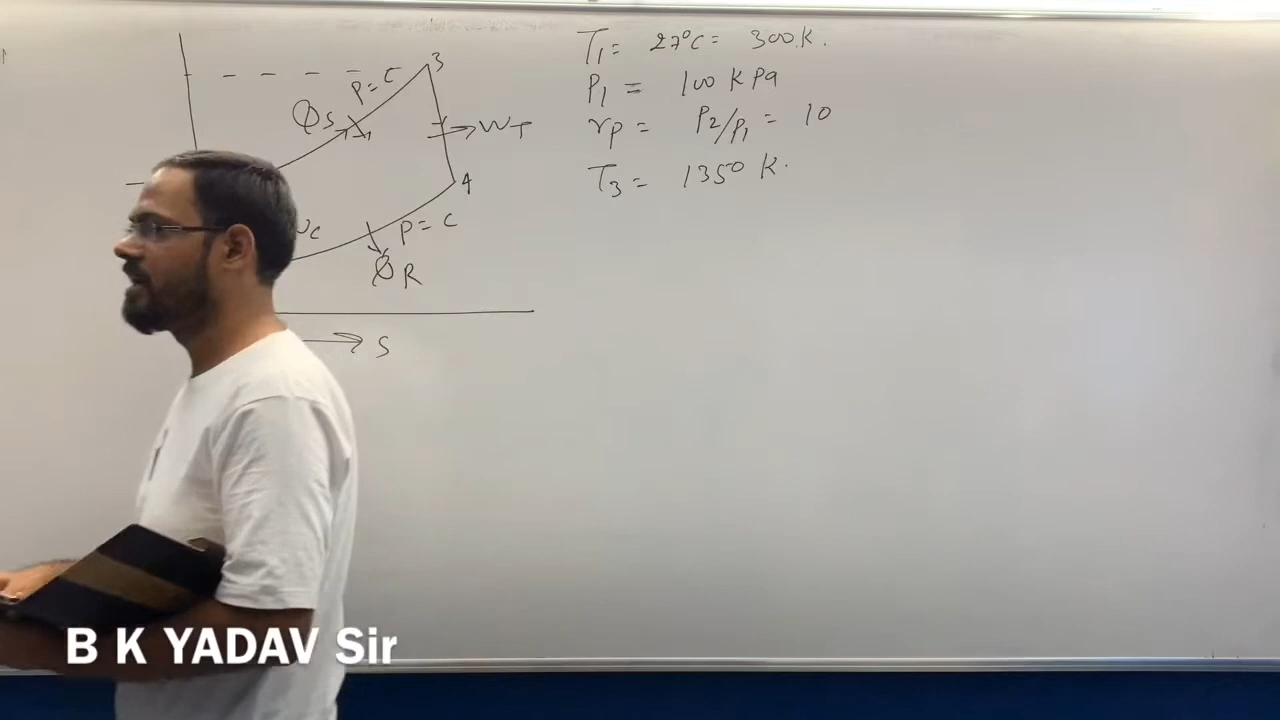 T1 = 27°C = 300 K.
P1 = 100 KPa
rp = P2/P1 = 10
T3 = 1350 K.
3
P = C
QS
WT
4
P = C
QR
S
B K YADAV Sir